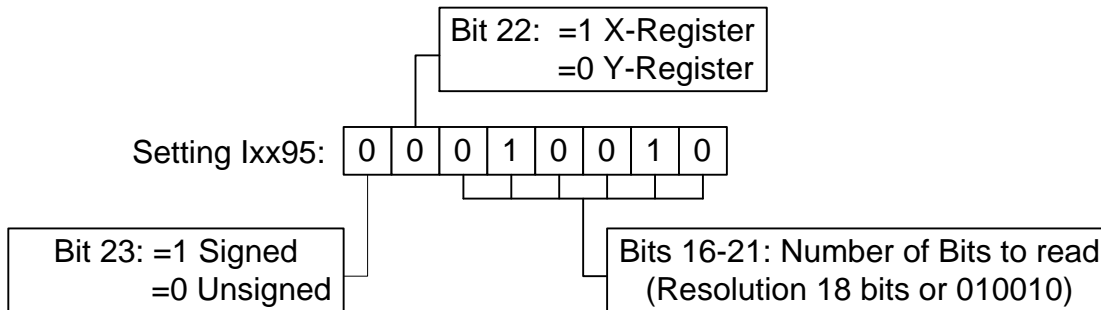 Bit 22: =1 X-Register
=0 Y-Register
Setting Ixx95: 0 0 0 1 0 0 1 0
Bit 23: =1 Signed
=0 Unsigned
Bits 16-21: Number of Bits to read
(Resolution 18 bits or 010010)